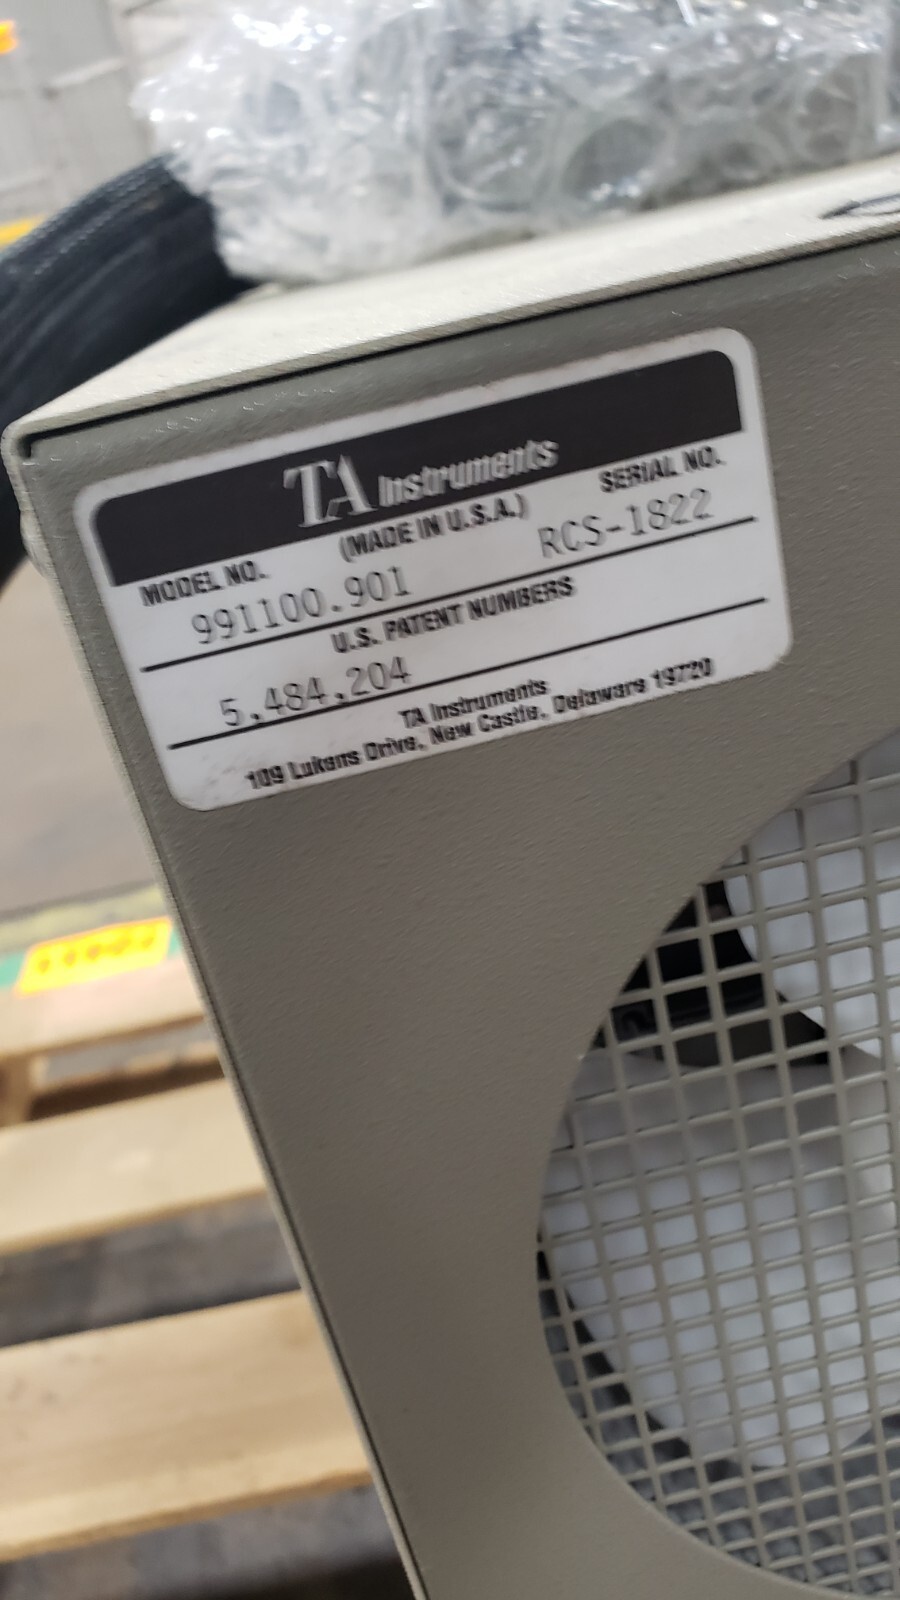 TA Instruments
(MADE IN U.S.A.)
MODEL NO. SERIAL NO.
991100.901 RCS-1822
U.S. PATENT NUMBERS
5,484,204
TA Instruments
109 Lukens Drive, New Castle, Delaware 19720